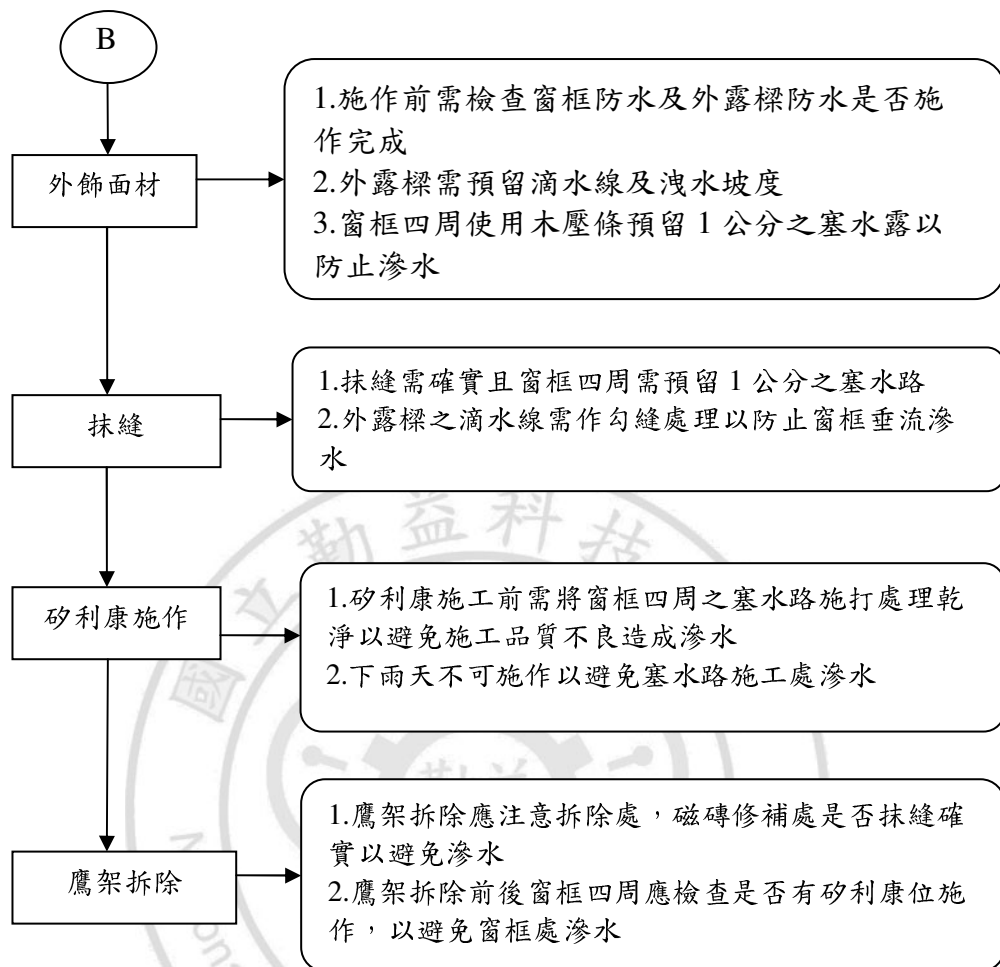 B
外飾面材
1.施作前需檢查窗框防水及外露樑防水是否施
作完成
2.外露樑需預留滴水線及洩水坡度
3.窗框四周使用木壓條預留 1 公分之塞水露以
防止滲水
抹縫
1.抹縫需確實且窗框四周需預留 1 公分之塞水路
2.外露樑之滴水線需作勾縫處理以防止窗框垂流滲
水
矽利康施作
1.矽利康施工前需將窗框四周之塞水路施打處理乾
淨以避免施工品質不良造成滲水
2.下雨天不可施作以避免塞水路施工處滲水
鷹架拆除
1.鷹架拆除應注意拆除處，磁磚修補處是否抹縫確
實以避免滲水
2.鷹架拆除前後窗框四周應檢查是否有矽利康位施
作，以避免窗框處滲水
國立勤益科技
勤益